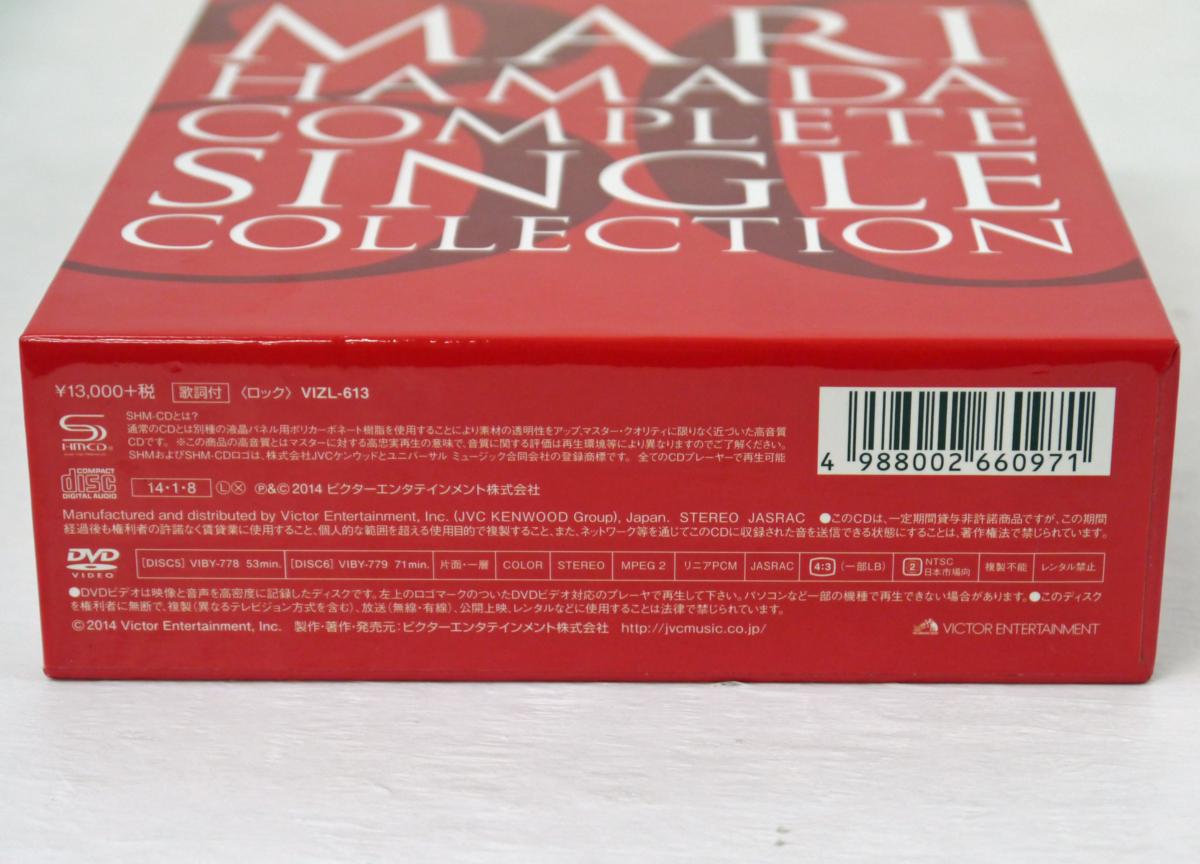 MARI
HAMADA
COMPLETE
SINGLE
COLLECTION
¥13,000+税 歌詞付 〈ロック〉 VIZL-613
SHM-CDとは?
通常のCDとは別種の液晶パネル用ポリカーボネート樹脂を使用することにより素材の透明性をアップ、マスター・クオリティに限りなく近づいた高音質
CDです。 ※この商品の高音質とはマスターに対する高忠実再生の意味で、音質に関する評価は再生環境等により異なりますのでご了解ください。
SHMおよびSHM-CDロゴは、株式会社JVCケンウッドとユニバーサル ミュージック合同会社の登録商標です。 全てのCDプレーヤーで再生可能
SHMCD
4 988002 660971
COMPACT
disc
DIGITAL AUDIO
14・1・8 Ⓛ Ⓧ Ⓟ&©2014 ビクターエンタテインメント株式会社
Manufactured and distributed by Victor Entertainment, Inc. (JVC KENWOOD Group), Japan. STEREO JASRAC ●このCDは、一定期間貸与非許諾商品ですが、この期間
経過後も権利者の許諾なく賃貸業に使用すること、個人的な範囲を超える使用目的で複製すること、また、ネットワーク等を通じてこのCDに収録された音を送信できる状態にすることは、著作権法で禁じられています。
DVD VIDEO [DISC5] VIBY-778 53min. [DISC6] VIBY-779 71min. 片面・一層 COLOR STEREO MPEG 2 リニアPCM JASRAC 4:3 (一部LB) 2 NTSC 日本市場向 複製不能 レンタル禁止
●DVDビデオは映像と音声を高密度に記録したディスクです。左上のロゴマークのついたDVDビデオ対応のプレーヤで再生して下さい。パソコンなど一部の機種で再生できない場合があります。●このディスク
を権利者に無断で、複製(異なるテレビジョン方式を含む)、放送(無線・有線)、公開上映、レンタルなどに使用することは法律で禁じられています。
©2014 Victor Entertainment, Inc. 製作・著作・発売元:ビクターエンタテインメント株式会社 http://jvcmusic.co.jp/ VICTOR ENTERTAINMENT